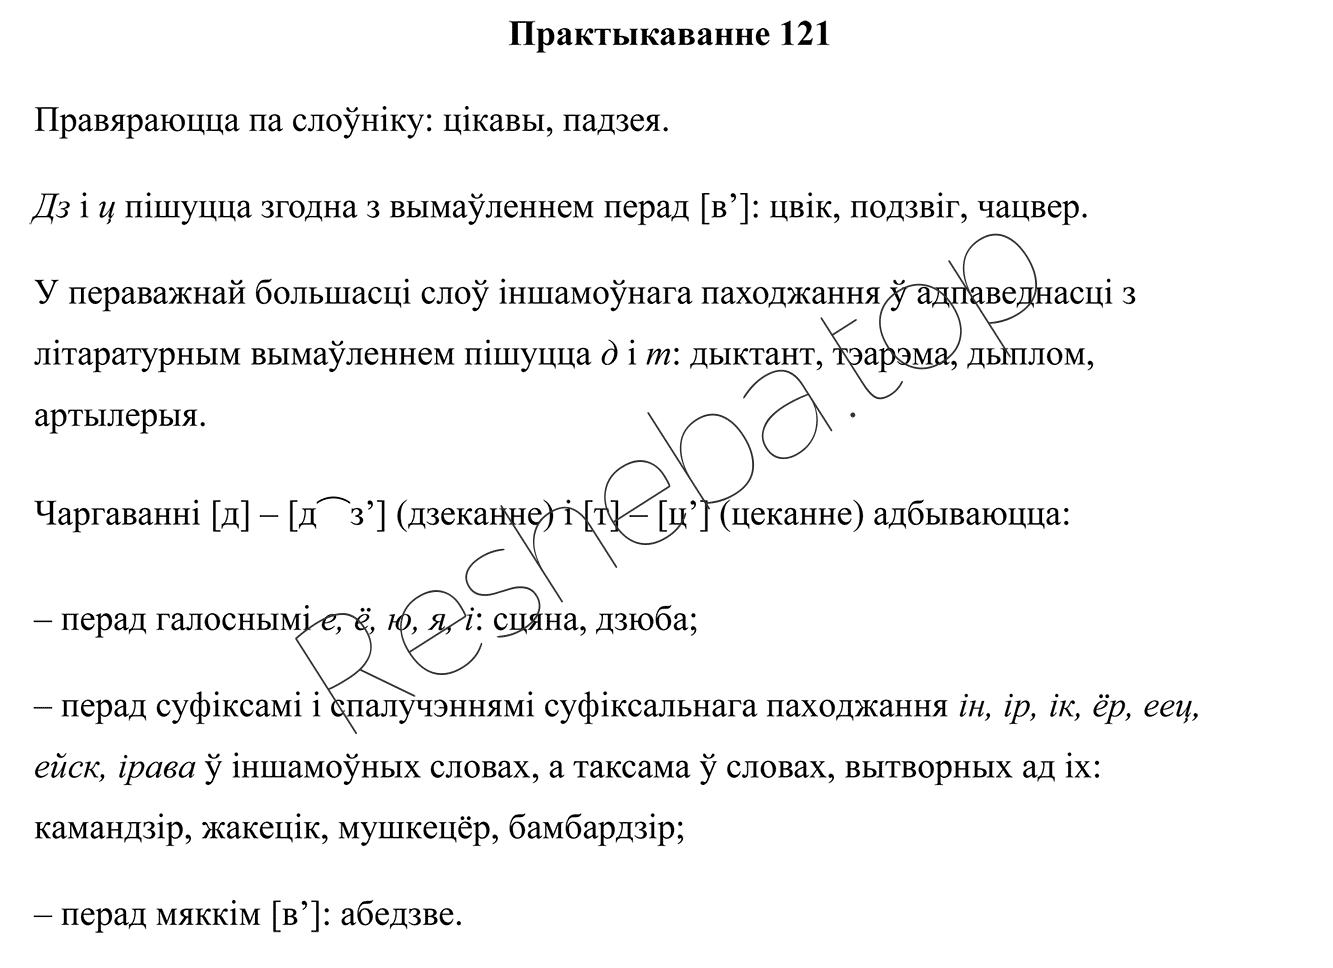 Практыкаванне 121
Правяраюцца па слоўніку: цікавы, падзея.
Дз і ц пішуцца згодна з вымаўленнем перад [в’]: цвік, подзвіг, чацвер.
У пераважнай большасці слоў іншамоўнага паходжання ў адпаведнасці з
літаратурным вымаўленнем пішуцца д і т: дыктант, тэарэма, дыплом,
артылерыя.
Чаргаванні [д] – [д⁀з’] (дзеканне) і [т] – [ц’] (цеканне) адбываюцца:
– перад галоснымі е, ё, ю, я, і: сцяна, дзюба;
– перад суфіксамі і спалучэннямі суфіксальнага паходжання ін, ір, ік, ёр, еец,
ейск, ірава ў іншамоўных словах, а таксама ў словах, вытворных ад іх:
камандзір, жакецік, мушкецёр, бамбардзір;
– перад мяккім [в’]: абедзве.
Resheba.top